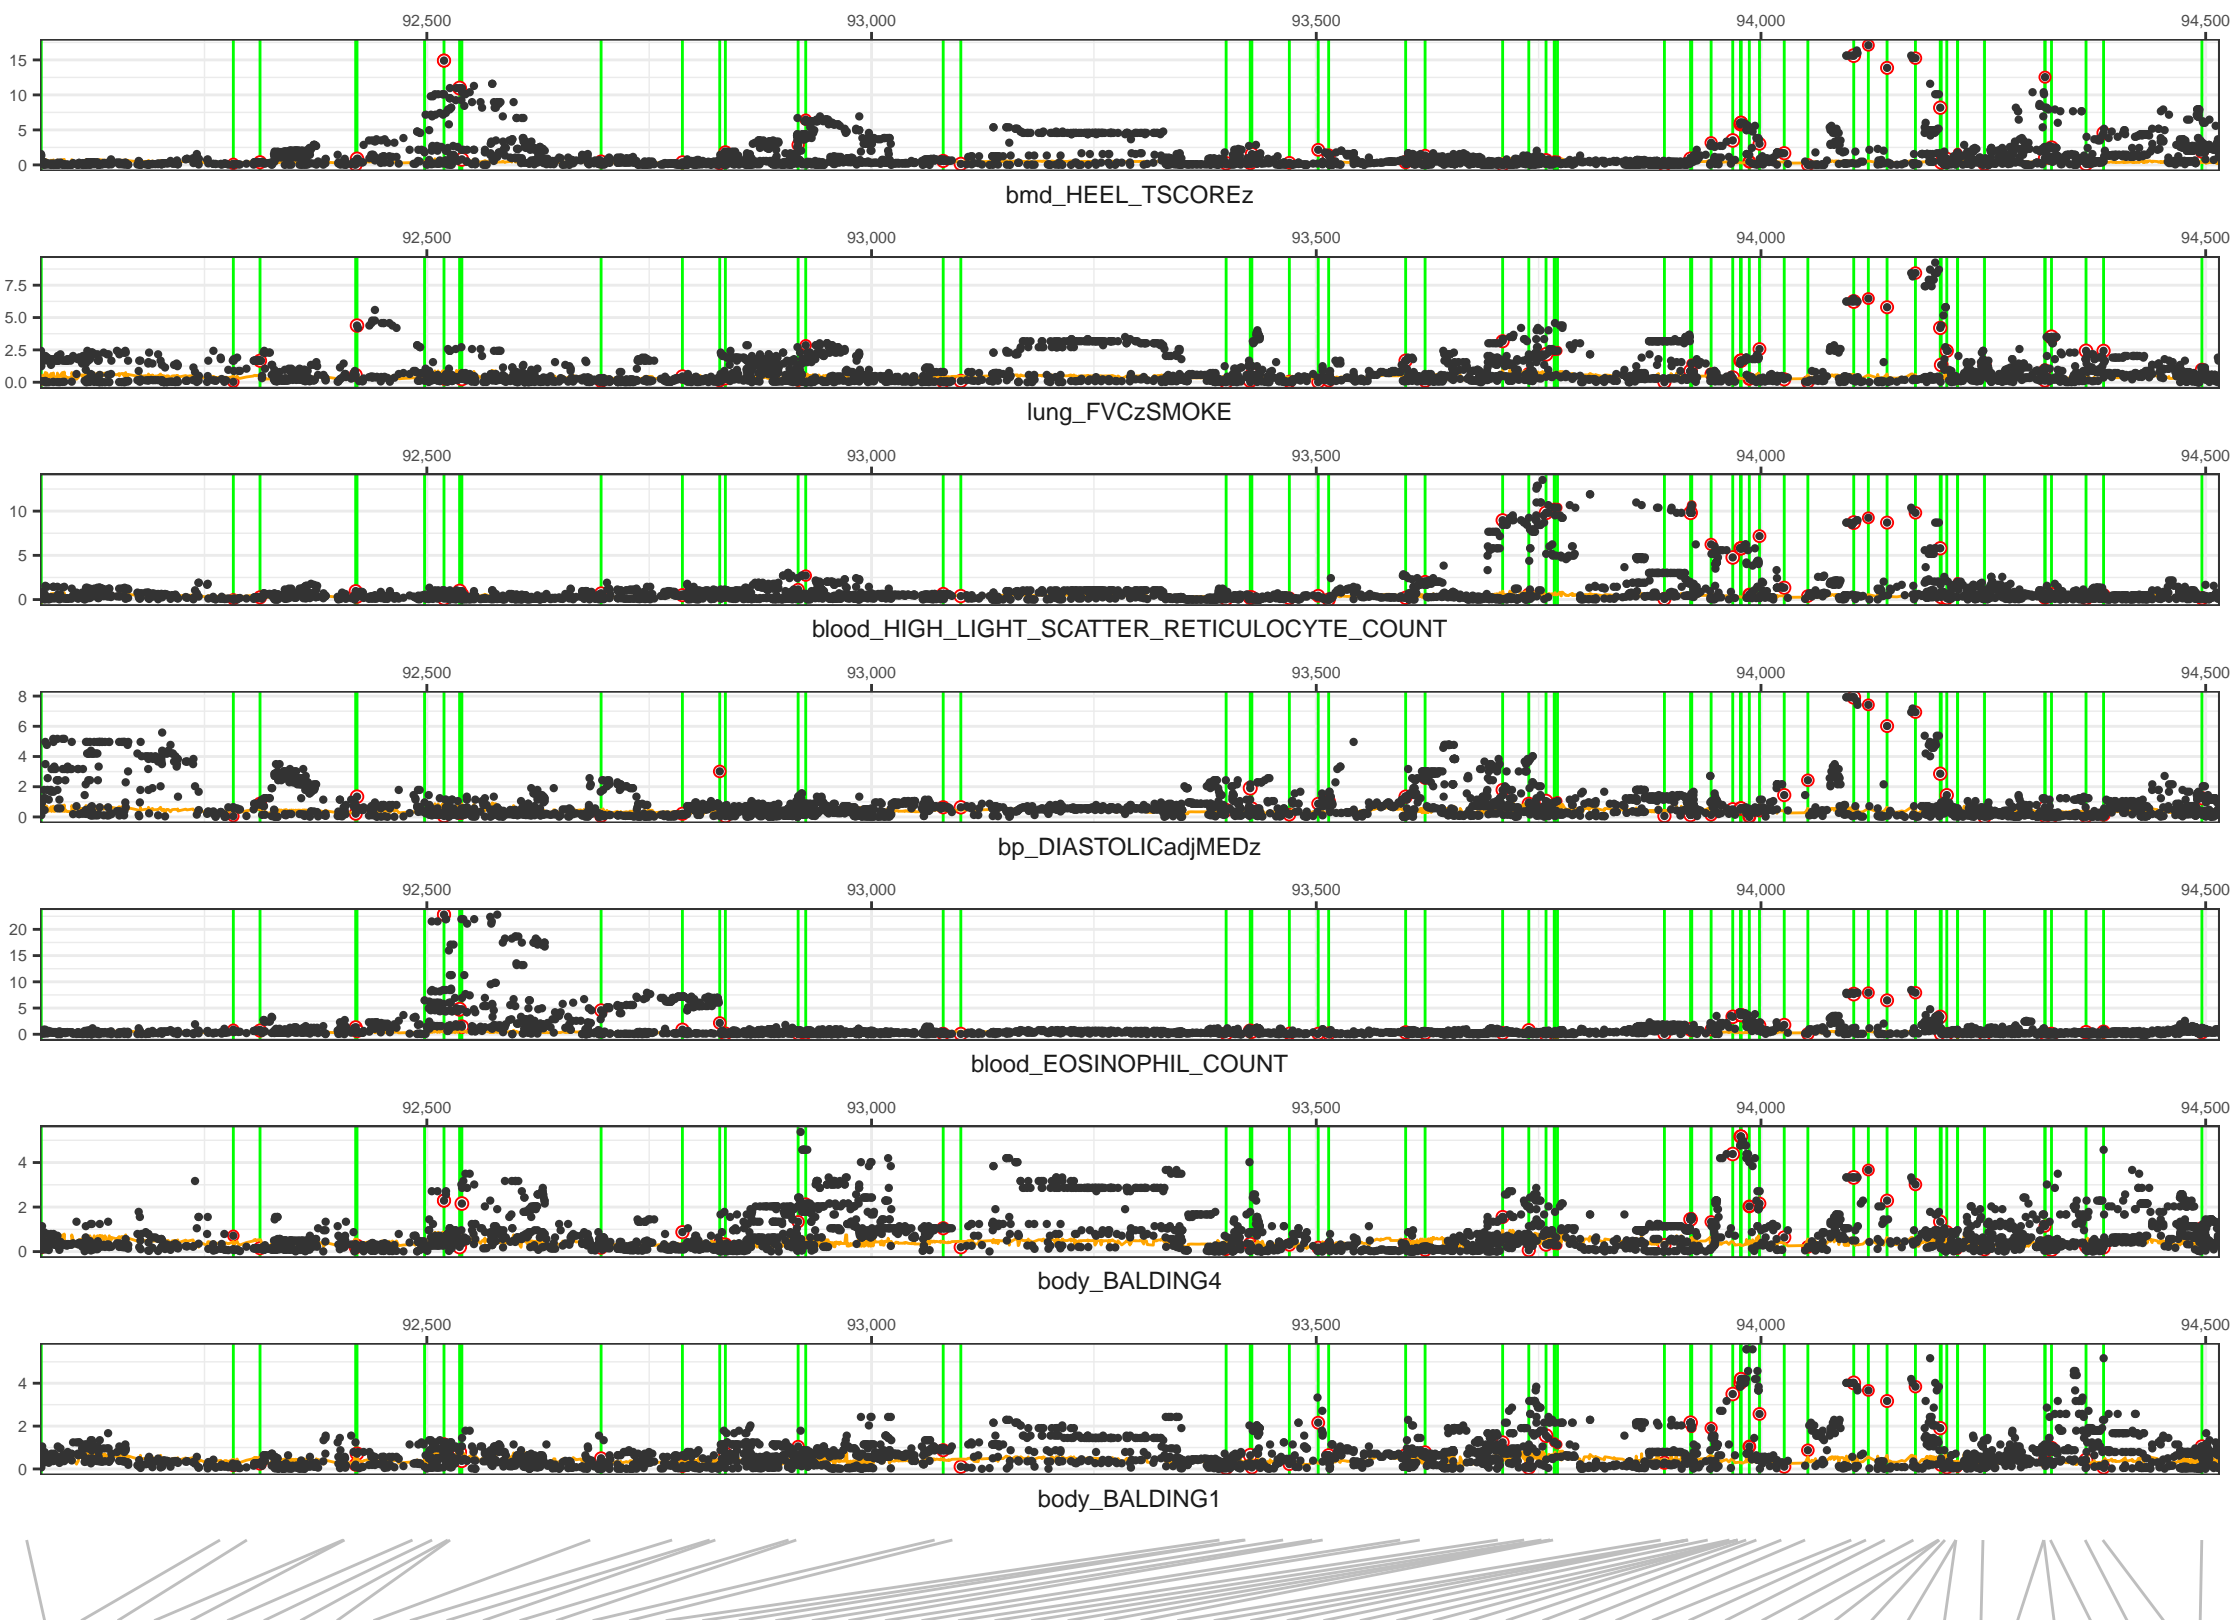 92,500 93,000 93,500 94,000 94,500
15
10
5
0
bmd_HEEL_TSCOREz
92,500 93,000 93,500 94,000 94,500
7.5
5.0
2.5
0.0
lung_FVCzSMOKE
92,500 93,000 93,500 94,000 94,500
10
5
0
blood_HIGH_LIGHT_SCATTER_RETICULOCYTE_COUNT
92,500 93,000 93,500 94,000 94,500
8
6
4
2
0
bp_DIASTOLICadjMEDz
92,500 93,000 93,500 94,000 94,500
20
15
10
5
0
blood_EOSINOPHIL_COUNT
92,500 93,000 93,500 94,000 94,500
4
2
0
body_BALDING4
92,500 93,000 93,500 94,000 94,500
4
2
0
body_BALDING1